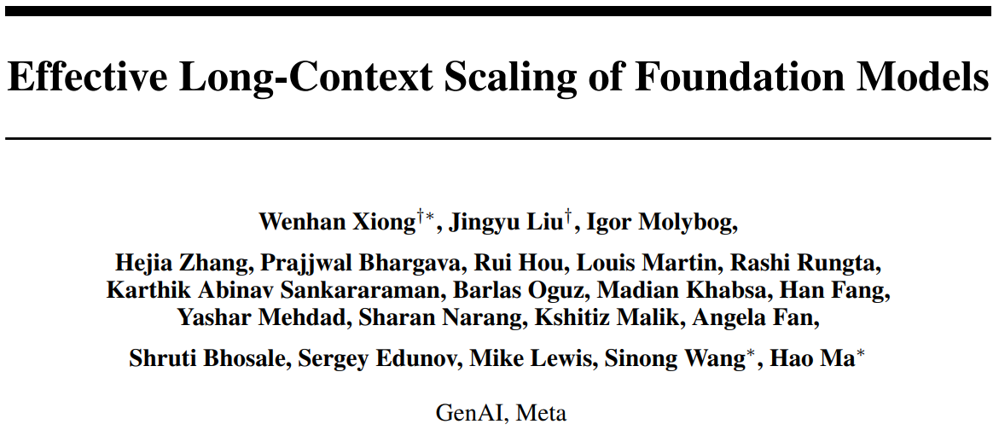 Effective Long-Context Scaling of Foundation Models
Wenhan Xiong†*, Jingyu Liu†, Igor Molybog,
Hejia Zhang, Prajjwal Bhargava, Rui Hou, Louis Martin, Rashi Rungta,
Karthik Abinav Sankararaman, Barlas Oguz, Madian Khabsa, Han Fang,
Yashar Mehdad, Sharan Narang, Kshitiz Malik, Angela Fan,
Shruti Bhosale, Sergey Edunov, Mike Lewis, Sinong Wang*, Hao Ma*
GenAI, Meta